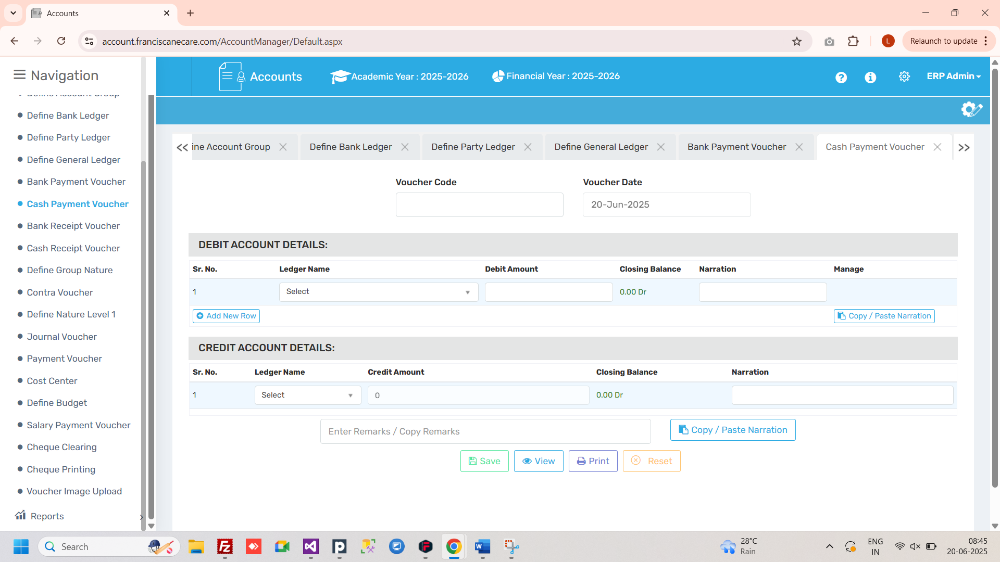 Accounts
account.franciscanecare.com/AccountManager/Default.aspx
L
Relaunch to update
Navigation
Define Account Group
Define Bank Ledger
Define Party Ledger
Define General Ledger
Bank Payment Voucher
Cash Payment Voucher
Bank Receipt Voucher
Cash Receipt Voucher
Define Group Nature
Contra Voucher
Define Nature Level 1
Journal Voucher
Payment Voucher
Cost Center
Define Budget
Salary Payment Voucher
Cheque Clearing
Cheque Printing
Voucher Image Upload
Reports
Accounts
Academic Year : 2025-2026
Financial Year : 2025-2026
ERP Admin
<< ine Account Group Define Bank Ledger Define Party Ledger Define General Ledger Bank Payment Voucher Cash Payment Voucher >>
Voucher Code Voucher Date
20-Jun-2025
DEBIT ACCOUNT DETAILS:
Sr. No. Ledger Name Debit Amount Closing Balance Narration Manage
1 Select 0.00 Dr
Add New Row Copy / Paste Narration
CREDIT ACCOUNT DETAILS:
Sr. No. Ledger Name Credit Amount Closing Balance Narration
1 Select 0 0.00 Dr
Enter Remarks / Copy Remarks Copy / Paste Narration
Save View Print Reset
Search
28°C
Rain
ENG
IN
08:45
20-06-2025